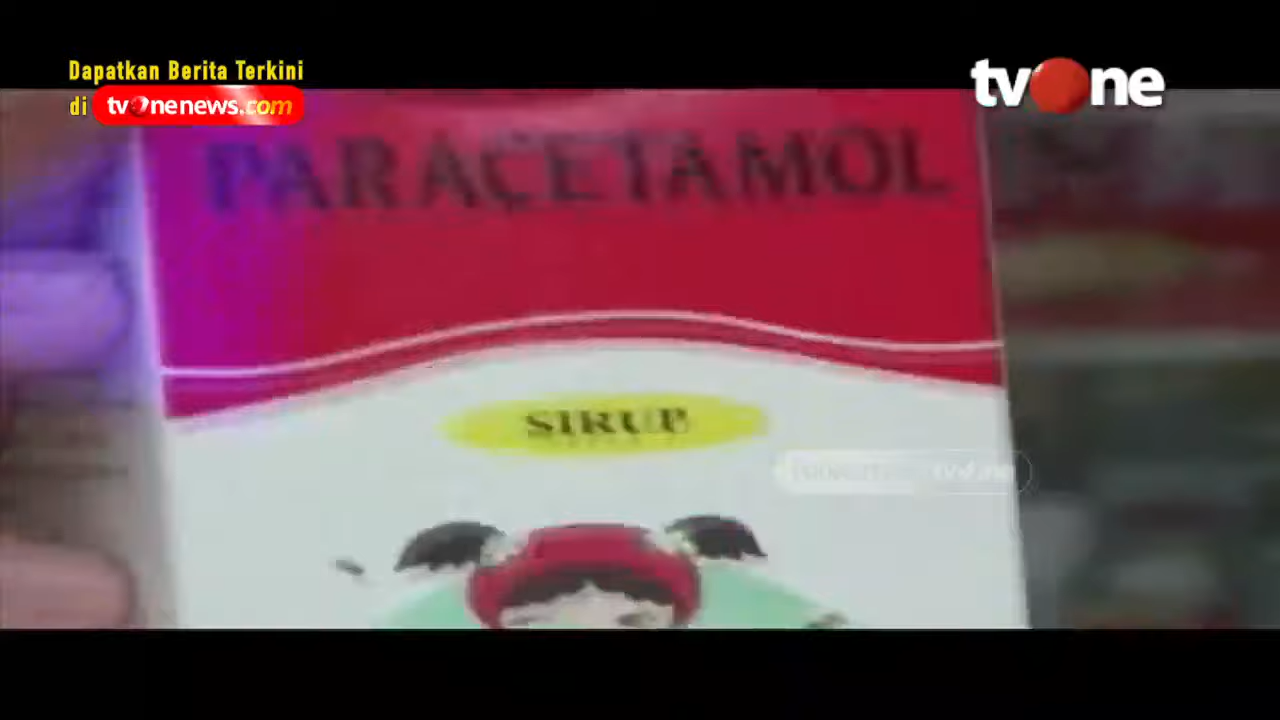 Dapatkan Berita Terkini
di tvOnenews.com
tvOne
PARACETAMOL
SIRUP